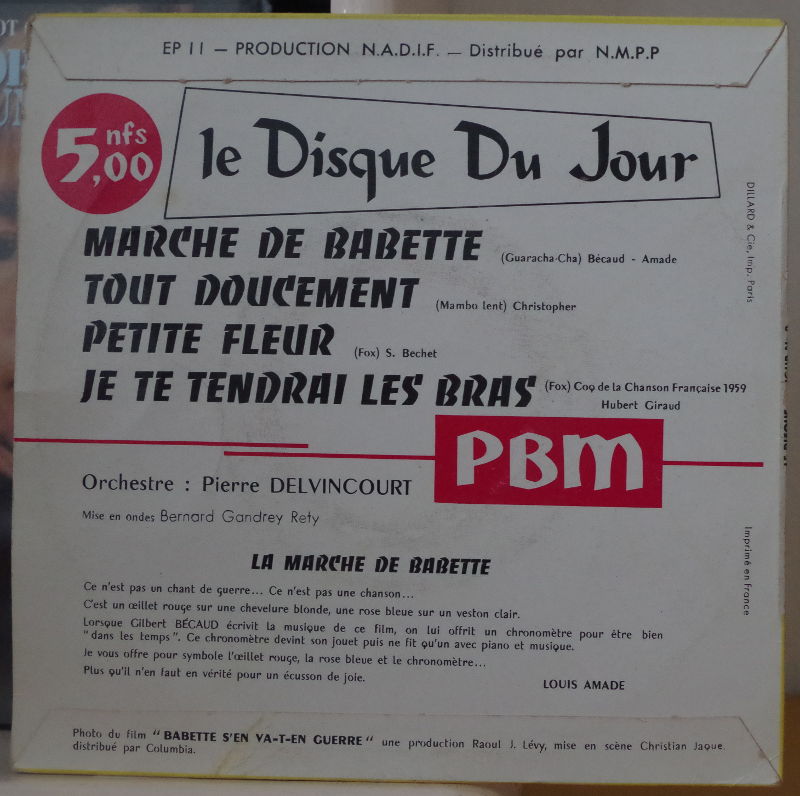 EP 11 — PRODUCTION N.A.D.I.F. — Distribué par N.M.P.P
5,00 nfs
le Disque Du Jour
MARCHE DE BABETTE (Guaracha-Cha) Bécaud - Amade
TOUT DOUCEMENT (Mambo lent) Christopher
PETITE FLEUR (Fox) S. Bechet
JE TE TENDRAI LES BRAS (Fox) Coq de la Chanson Française 1959
Hubert Giraud
PBM
Orchestre : Pierre DELVINCOURT
Mise en ondes Bernard Gandrey Rety
LA MARCHE DE BABETTE
Ce n'est pas un chant de guerre... Ce n'est pas une chanson...
C'est un œillet rouge sur une chevelure blonde, une rose bleue sur un veston clair.
Lorsque Gilbert BÉCAUD écrivit la musique de ce film, on lui offrit un chronomètre pour être bien
"dans les temps". Ce chronomètre devint son jouet puis ne fit qu'un avec piano et musique.
Je vous offre pour symbole l'œillet rouge, la rose bleue et le chronomètre...
Plus qu'il n'en faut en vérité pour un écusson de joie.
LOUIS AMADE
Photo du film "BABETTE S'EN VA-T-EN GUERRE" une production Raoul J. Lévy, mise en scène Christian Jaque.
distribué par Columbia.
DILLARD & Cie, Imp. Paris
Imprimé en France